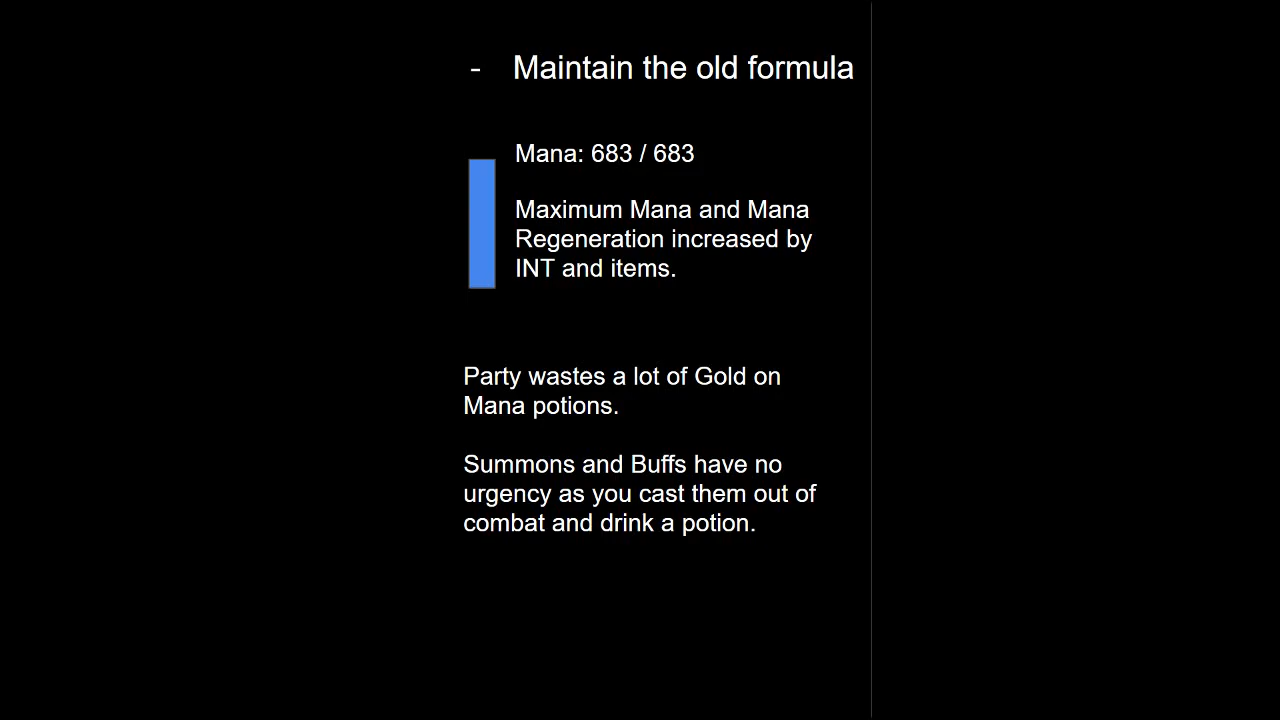 - Maintain the old formula
Mana: 683 / 683
Maximum Mana and Mana
Regeneration increased by
INT and items.
Party wastes a lot of Gold on
Mana potions.
Summons and Buffs have no
urgency as you cast them out of
combat and drink a potion.